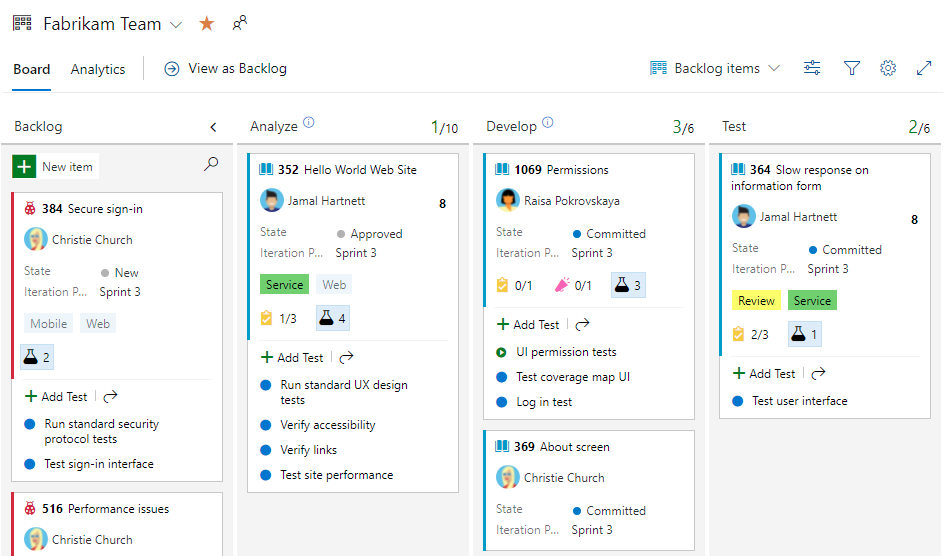 Fabrikam Team
Board Analytics View as Backlog Backlog items
Backlog
New item
384 Secure sign-in
Christie Church
State New
Iteration P... Sprint 3
Mobile Web
2
Add Test
Run standard security
protocol tests
Test sign-in interface
516 Performance issues
Christie Church
Analyze 1/10
352 Hello World Web Site
Jamal Hartnett 8
State Approved
Iteration P... Sprint 3
Service Web
1/3 4
Add Test
Run standard UX design
tests
Verify accessibility
Verify links
Test site performance
Develop 3/6
1069 Permissions
Raisa Pokrovskaya
State Committed
Iteration P... Sprint 3
0/1 0/1 3
Add Test
UI permission tests
Test coverage map UI
Log in test
369 About screen
Christie Church
State Committed
Iteration P... Sprint 3
Test 2/6
364 Slow response on
information form
Jamal Hartnett 8
State Committed
Iteration P... Sprint 3
Review Service
2/3 1
Add Test
Test user interface